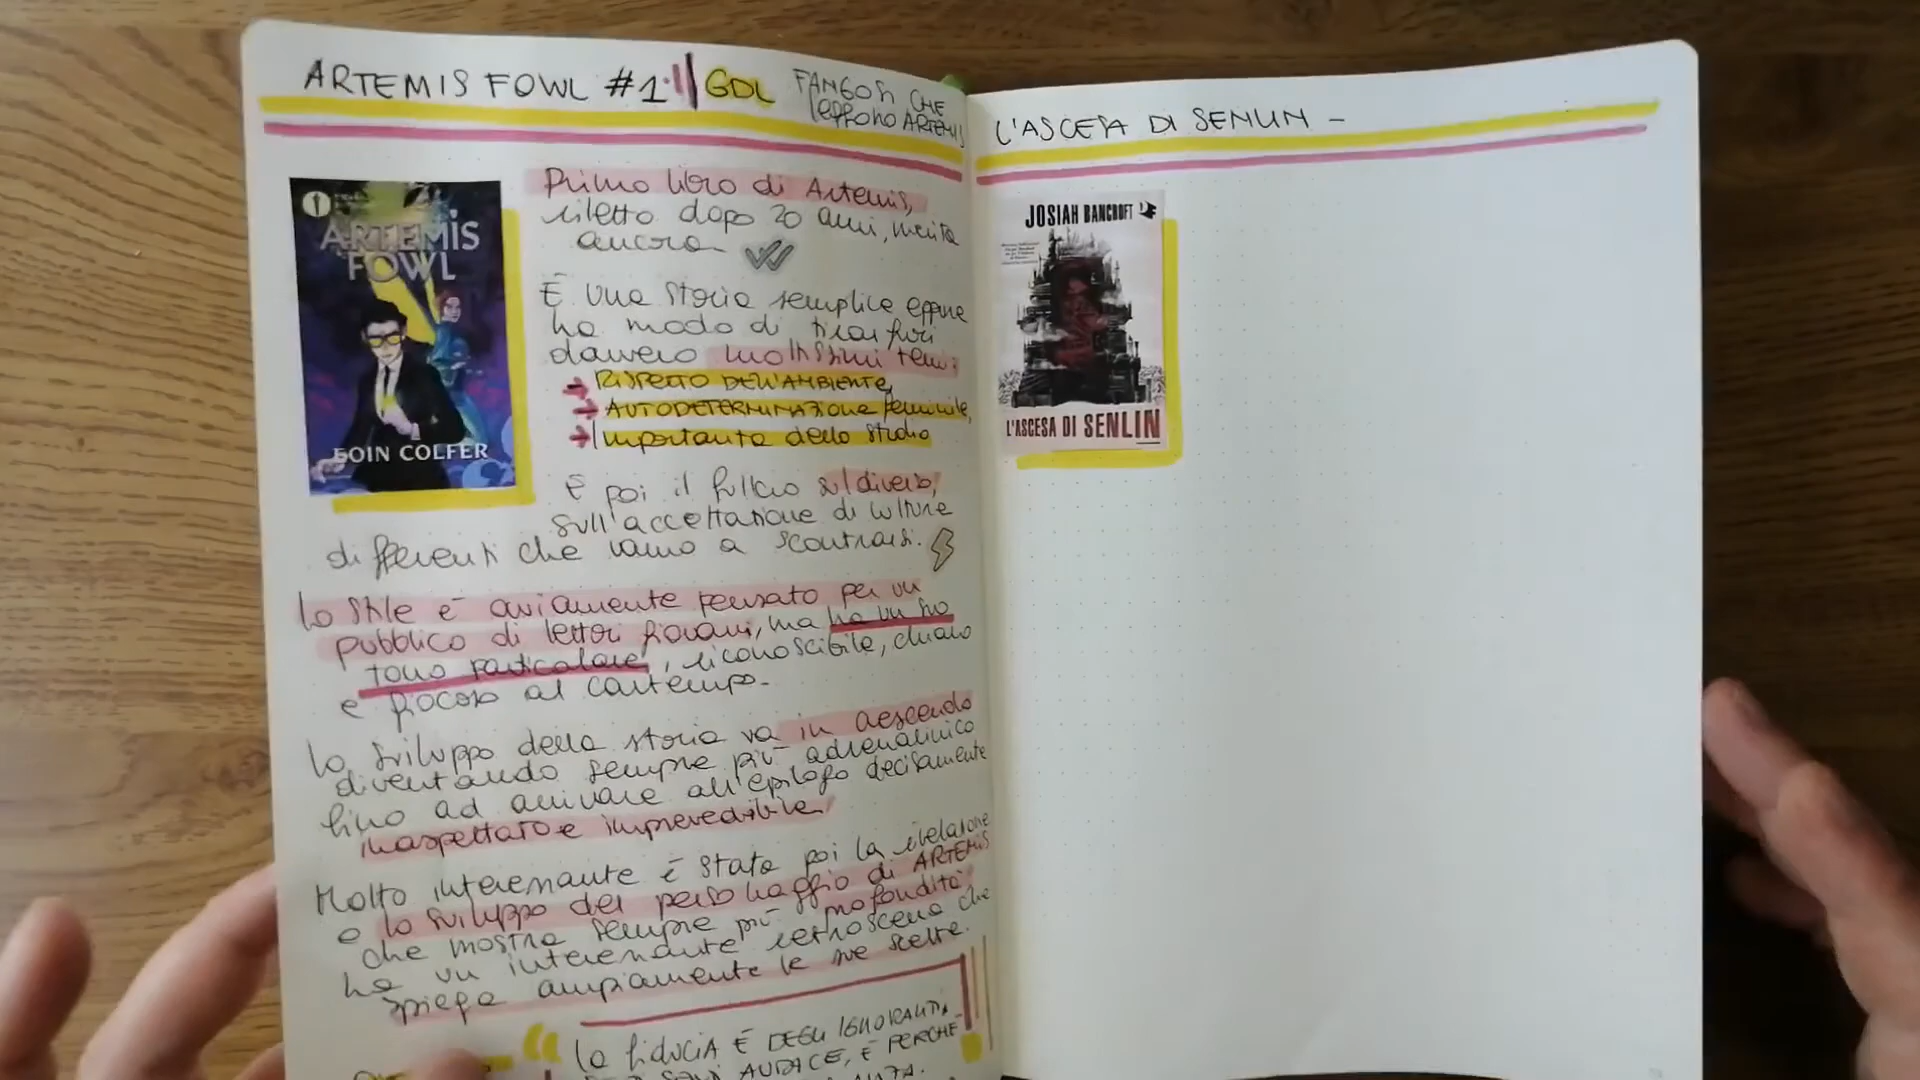 ARTEMIS FOWL #1 GDL FANGOSI CHE
leggono ARTEMIS
ARTEMIS
FOWL
EOIN COLFER
Primo libro di Artemis,
riletto dopo 20 anni, merita
ancora
È una storia semplice eppure
ha modo di tirar fuori
davvero moltissimi temi
RISPETTO DELL'AMBIENTE,
AUTODETERMINAZIONE femminile,
Importanza dello studio
E poi il fulcro sul diverso,
sull'accettazione di culture
differenti che vanno a scontrarsi.
Lo stile è ovviamente pensato per un
pubblico di lettori giovani, ma ha un suo
tono particolare, riconoscibile, chiaro
e giocoso al contempo.
Lo sviluppo della storia va in crescendo
diventando sempre più adrenalinico
fino ad arrivare all'epilogo decisamente
inaspettato e imprevedibile
Molto interessante è stata poi la rivelazione
e lo sviluppo del personaggio di ARTEMIS
che mostra sempre più profondità
ha un interessante retroscena che
spiega ampiamente le sue scelte.
LA FIDUCIA È DEGLI IGNORANTI.
AUDACE, È PERCHÉ
L'ASCESA DI SENLIN -
JOSIAH BANCROFT
L'ASCESA DI SENLIN